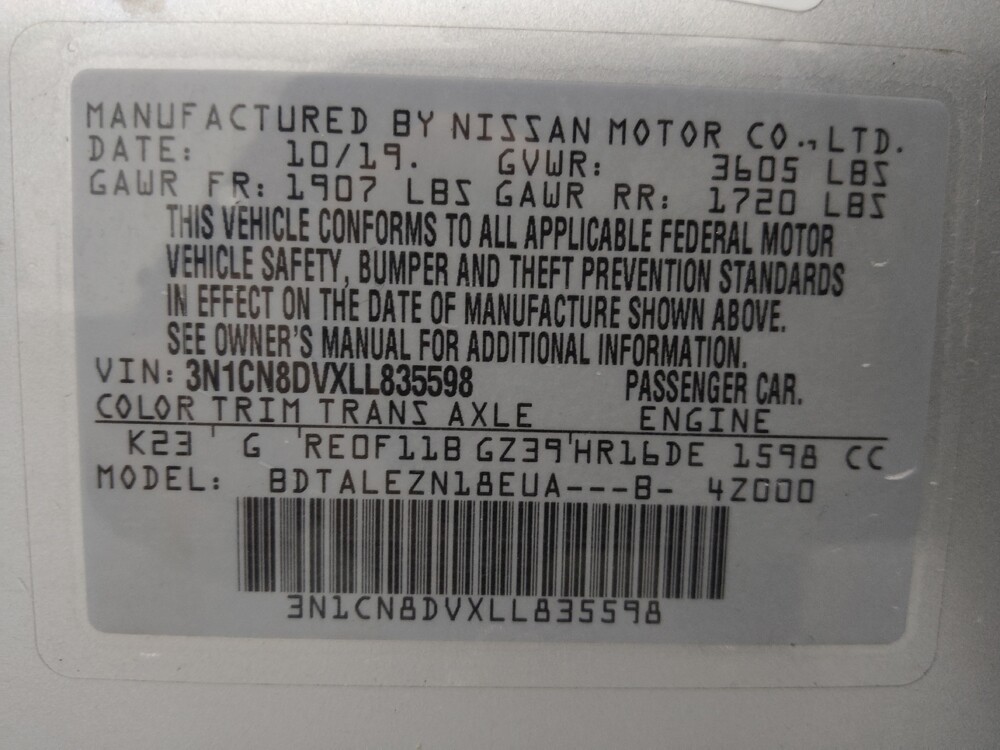 MANUFACTURED BY NISSAN MOTOR CO.,LTD.
DATE: 10/19. GVWR: 3605 LBS
GAWR FR: 1907 LBS GAWR RR: 1720 LBS
THIS VEHICLE CONFORMS TO ALL APPLICABLE FEDERAL MOTOR
VEHICLE SAFETY, BUMPER AND THEFT PREVENTION STANDARDS
IN EFFECT ON THE DATE OF MANUFACTURE SHOWN ABOVE.
SEE OWNER'S MANUAL FOR ADDITIONAL INFORMATION.
VIN: 3N1CN8DVXLL835598 PASSENGER CAR.
COLOR TRIM TRANS AXLE ENGINE
K23 G RE0F11B GZ39 HR16DE 1598 CC
MODEL: BDTALEZN18EUA---B- 4Z000
3N1CN8DVXLL835598